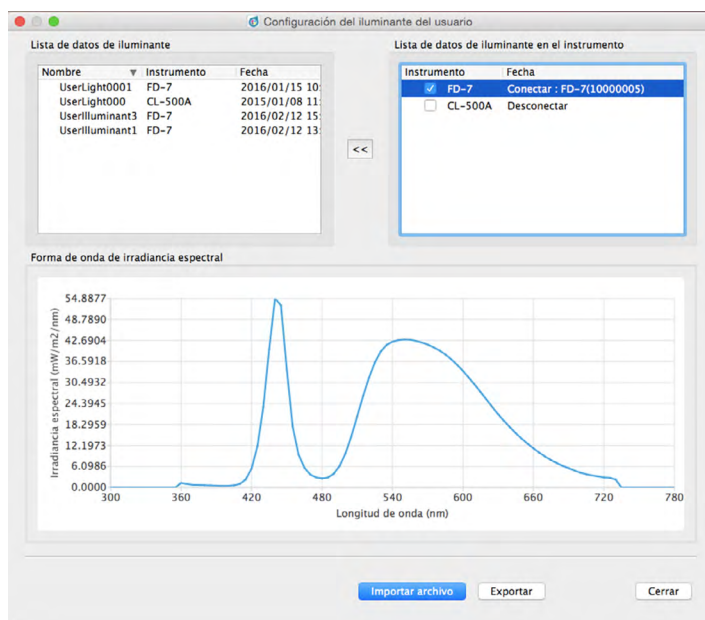 Configuración del iluminante del usuario
Lista de datos de iluminante
Lista de datos de iluminante en el instrumento
Nombre Instrumento Fecha
UserLight0001 FD-7 2016/01/15 10:
UserLight000 CL-500A 2015/01/08 11:
UserIlluminant3 FD-7 2016/02/12 15:
UserIlluminant1 FD-7 2016/02/12 13:
<<
Instrumento Fecha
FD-7 Conectar : FD-7(10000005)
CL-500A Desconectar
Forma de onda de irradiancia espectral
Irradiancia espectral (mW/m2/nm)
54.8877
48.7890
42.6904
36.5918
30.4932
24.3945
18.2959
12.1973
6.0986
0.0000
300 360 420 480 540 600 660 720 780
Longitud de onda (nm)
Importar archivo Exportar Cerrar